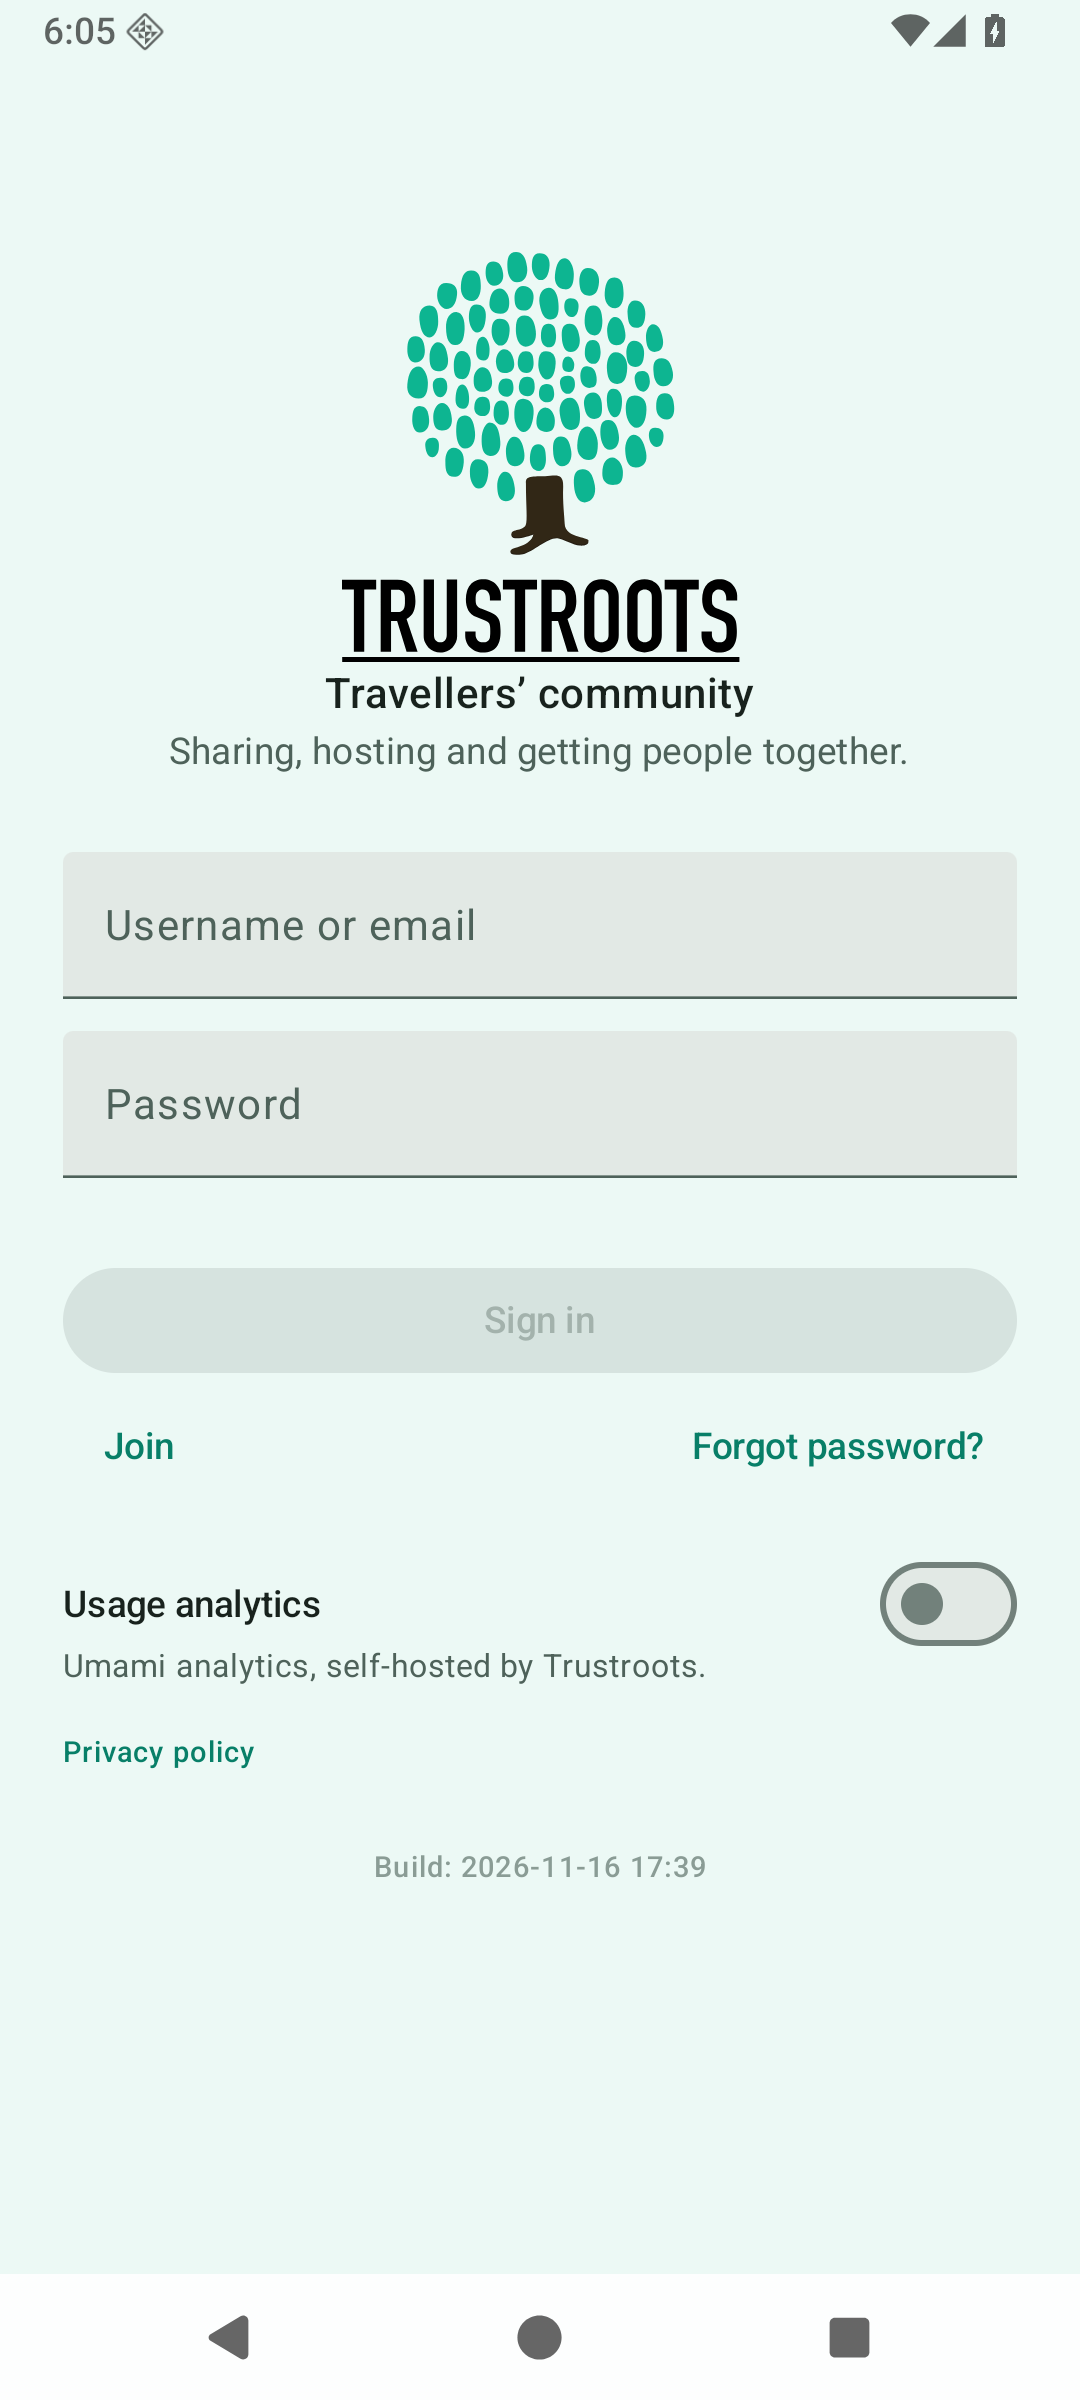 6:05
TRUSTROOTS
Travellers’ community
Sharing, hosting and getting people together.
Username or email
Password
Sign in
Join
Forgot password?
Usage analytics
Umami analytics, self-hosted by Trustroots.
Privacy policy
Build: 2026-11-16 17:39